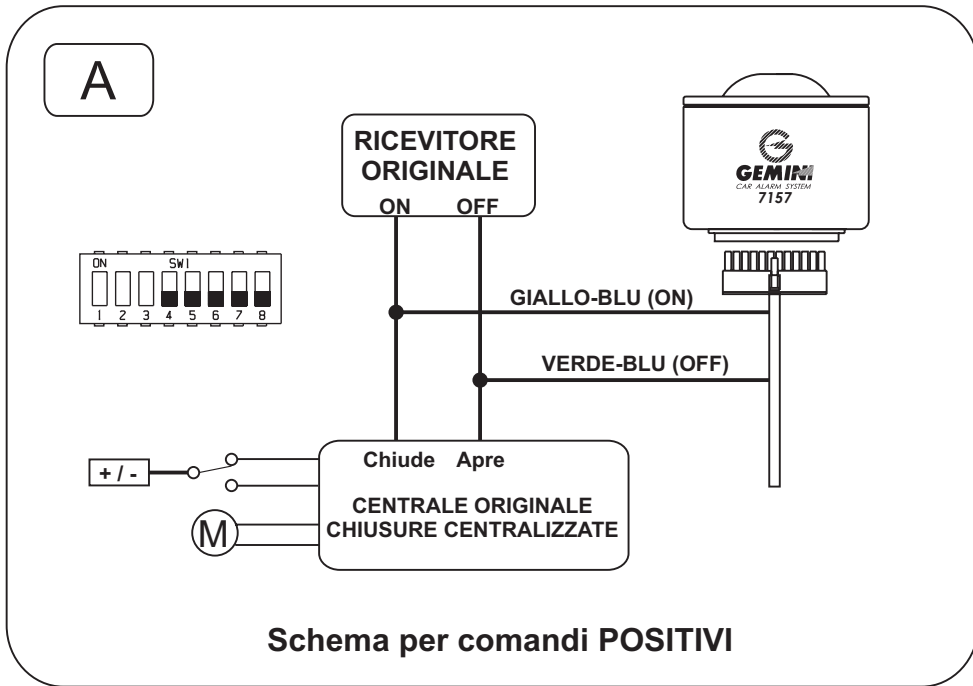 A
RICEVITORE
ORIGINALE
ON OFF
GEMINI
CAR ALARM SYSTEM
7157
ON SW1
1 2 3 4 5 6 7 8
GIALLO-BLU (ON)
VERDE-BLU (OFF)
+ / -
M
Chiude Apre
CENTRALE ORIGINALE
CHIUSURE CENTRALIZZATE
Schema per comandi POSITIVI